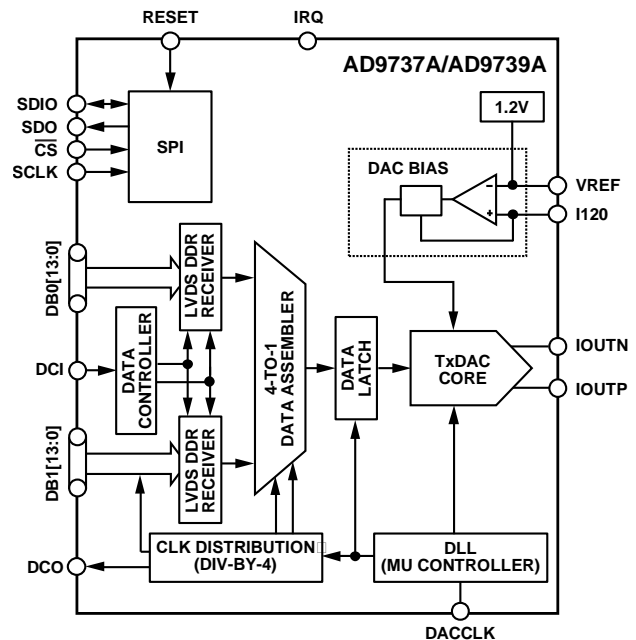 RESET
IRQ
AD9737A/AD9739A
SDIO
SDO
CS
SCLK
SPI
1.2V
DAC BIAS
–
+
VREF
I120
DB0[13:0]
LVDS DDR
RECEIVER
DCI
DATA
CONTROLLER
4-TO-1
DATA ASSEMBLER
DATA
LATCH
TxDAC
CORE
IOUTN
IOUTP
DB1[13:0]
LVDS DDR
RECEIVER
DCO
CLK DISTRIBUTION
(DIV-BY-4)
DLL
(MU CONTROLLER)
DACCLK